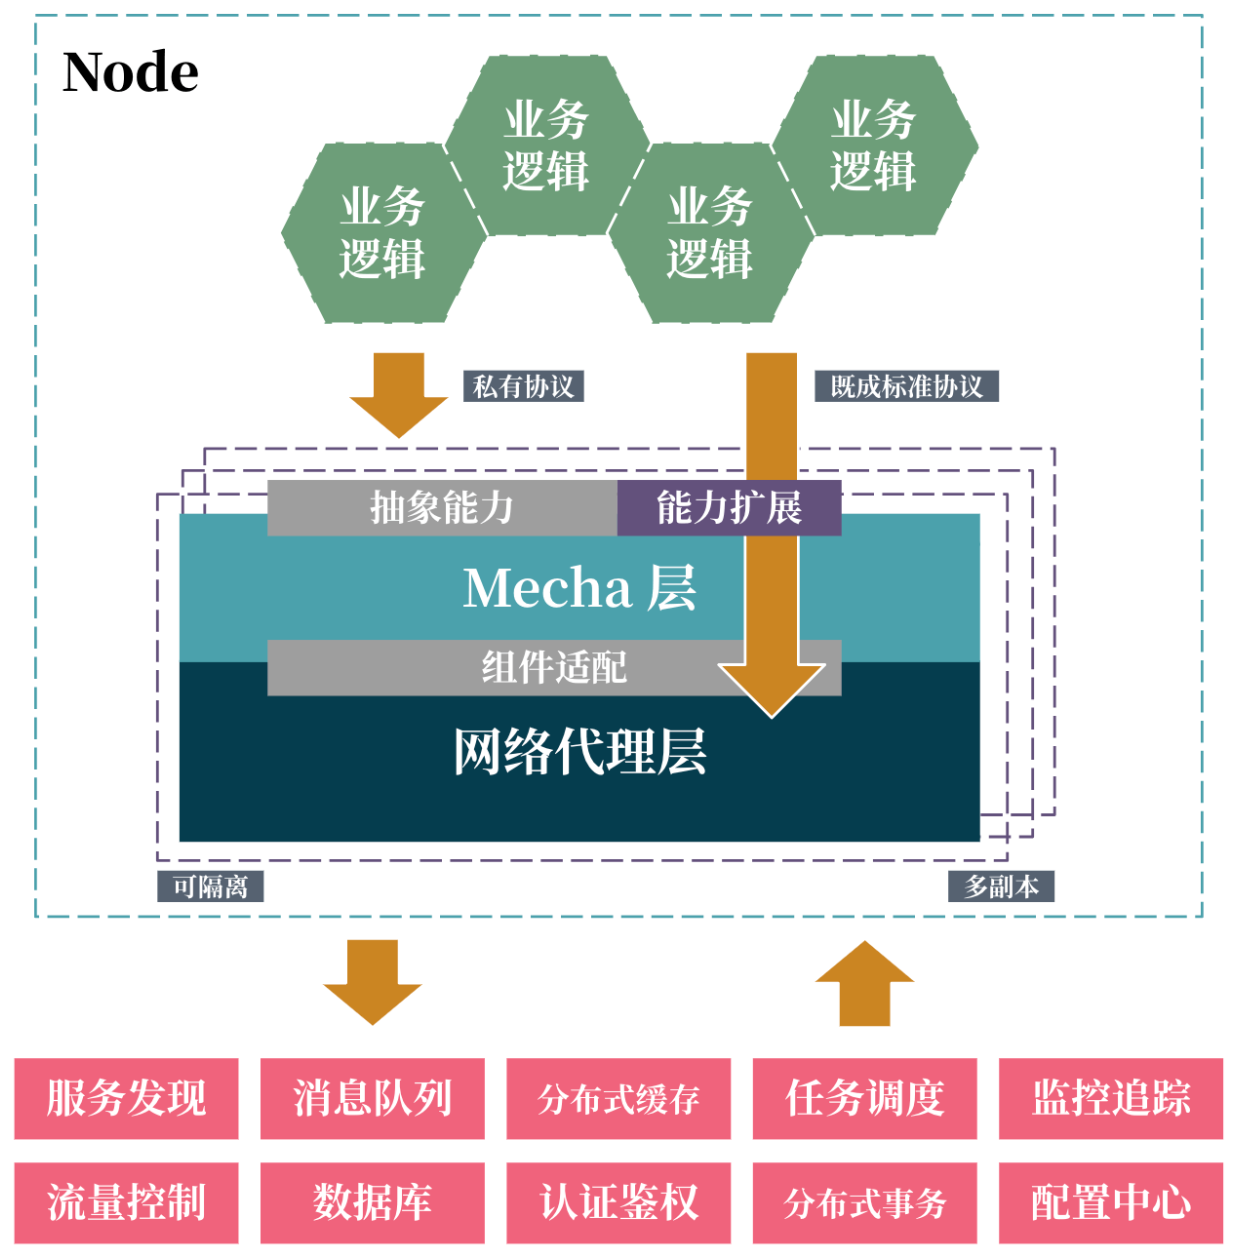 Node
业务
逻辑
业务
逻辑
业务
逻辑
业务
逻辑
私有协议
既成标准协议
抽象能力
能力扩展
Mecha 层
组件适配
网络代理层
可隔离
多副本
服务发现
消息队列
分布式缓存
任务调度
监控追踪
流量控制
数据库
认证鉴权
分布式事务
配置中心